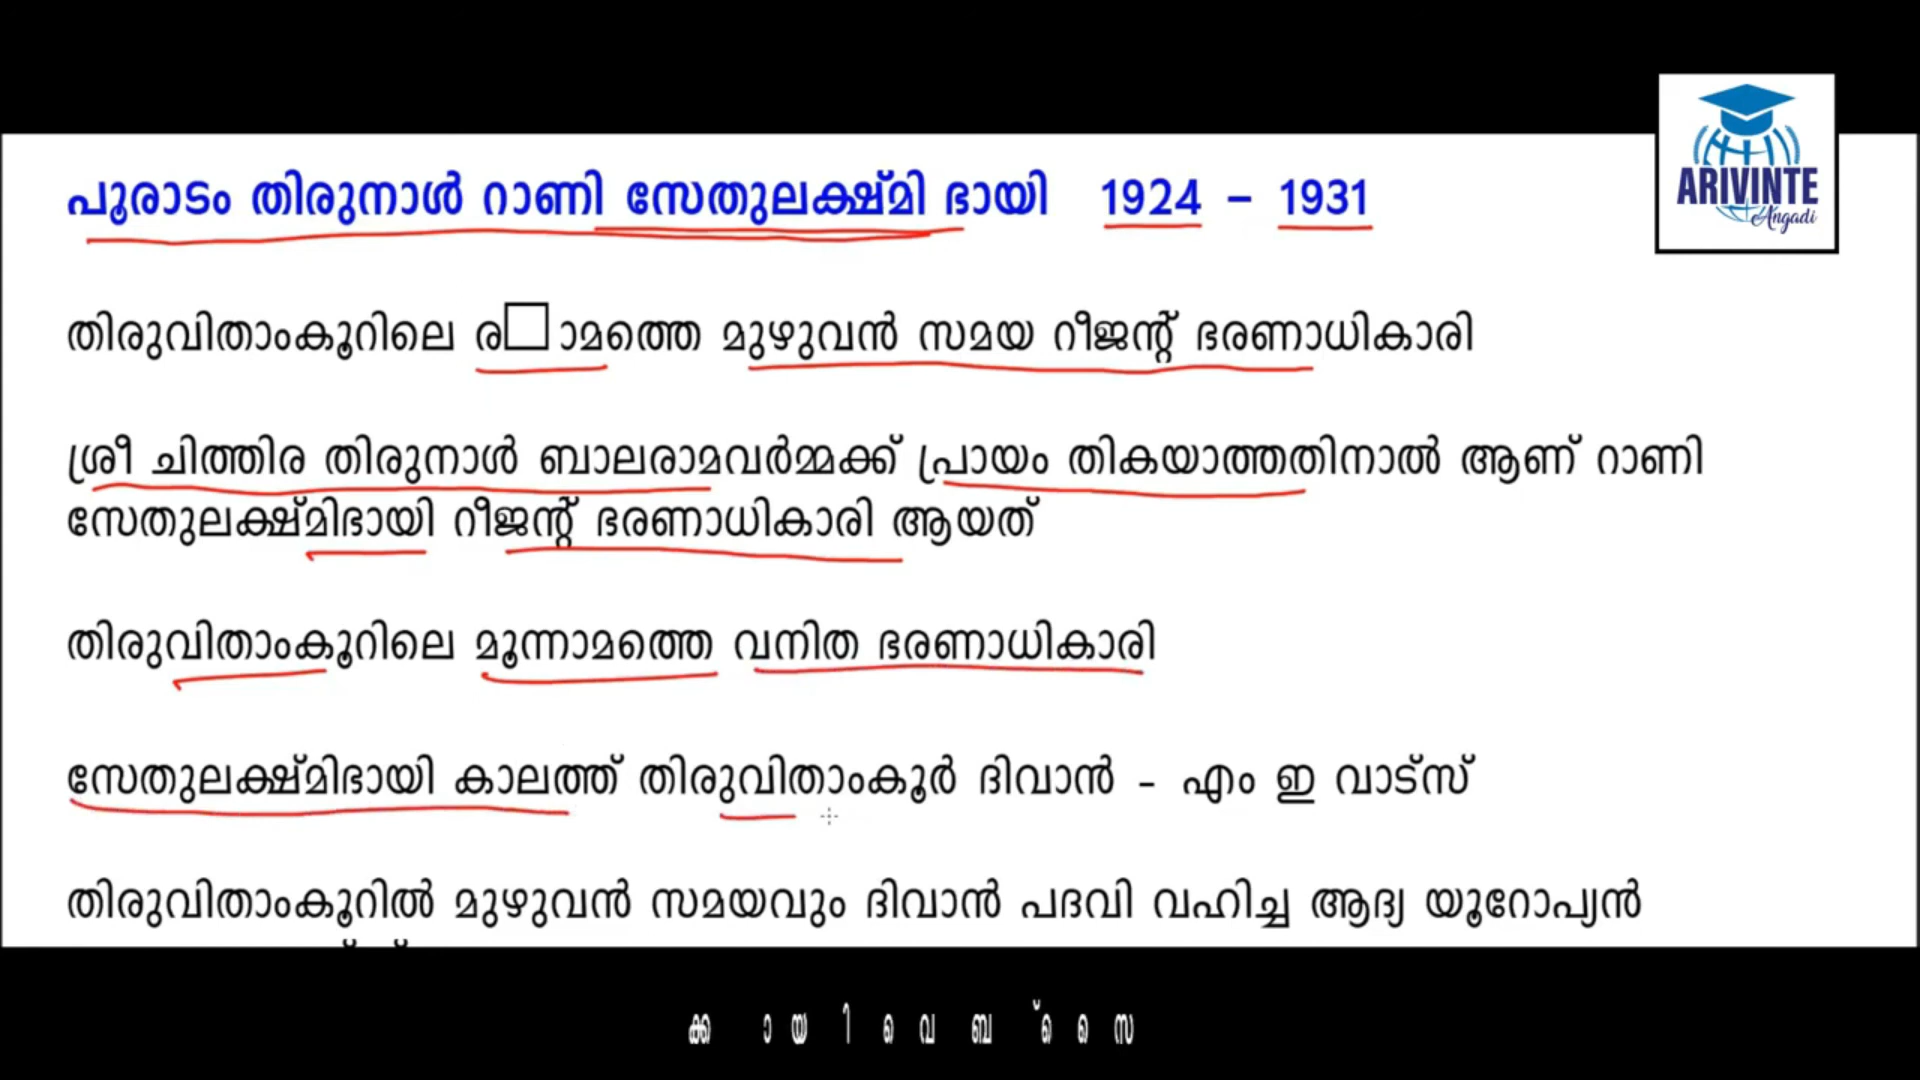 ARIVINTE
Angadi
പൂരാടം തിരുനാൾ റാണി സേതുലക്ഷ്മി ഭായി 1924 – 1931
തിരുവിതാംകൂറിലെ ര□ാമത്തെ മുഴുവൻ സമയ റീജന്റ് ഭരണാധികാരി
ശ്രീ ചിത്തിര തിരുനാൾ ബാലരാമവർമ്മക്ക് പ്രായം തികയാത്തതിനാൽ ആണ് റാണി
സേതുലക്ഷ്മിഭായി റീജന്റ് ഭരണാധികാരി ആയത്
തിരുവിതാംകൂറിലെ മൂന്നാമത്തെ വനിത ഭരണാധികാരി
സേതുലക്ഷ്മിഭായി കാലത്ത് തിരുവിതാംകൂർ ദിവാൻ - എം ഇ വാട്സ്
തിരുവിതാംകൂറിൽ മുഴുവൻ സമയവും ദിവാൻ പദവി വഹിച്ച ആദ്യ യൂറോപ്യൻ